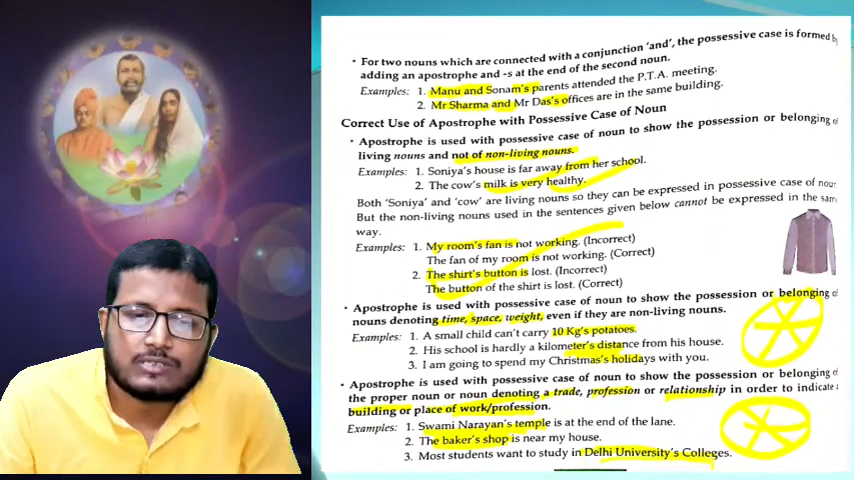 • For two nouns which are connected with a conjunction 'and', the possessive case is formed by
adding an apostrophe and -s at the end of the second noun.
Examples: 1. Manu and Sonam's parents attended the P.T.A. meeting.
2. Mr Sharma and Mr Das's offices are in the same building.
Correct Use of Apostrophe with Possessive Case of Noun
• Apostrophe is used with possessive case of noun to show the possession or belonging of
living nouns and not of non-living nouns.
Examples: 1. Soniya's house is far away from her school.
2. The cow's milk is very healthy.
Both 'Soniya' and 'cow' are living nouns so they can be expressed in possessive case of nou
But the non-living nouns used in the sentences given below cannot be expressed in the sam
way.
Examples: 1. My room's fan is not working. (Incorrect)
The fan of my room is not working. (Correct)
2. The shirt's button is lost. (Incorrect)
The button of the shirt is lost. (Correct)
• Apostrophe is used with possessive case of noun to show the possession or belonging of
nouns denoting time, space, weight, even if they are non-living nouns.
Examples: 1. A small child can't carry 10 Kg's potatoes.
2. His school is hardly a kilometer's distance from his house.
3. I am going to spend my Christmas's holidays with you.
• Apostrophe is used with possessive case of noun to show the possession or belonging of
the proper noun or noun denoting a trade, profession or relationship in order to indicate a
building or place of work/profession.
Examples: 1. Swami Narayan's temple is at the end of the lane.
2. The baker's shop is near my house.
3. Most students want to study in Delhi University's Colleges.